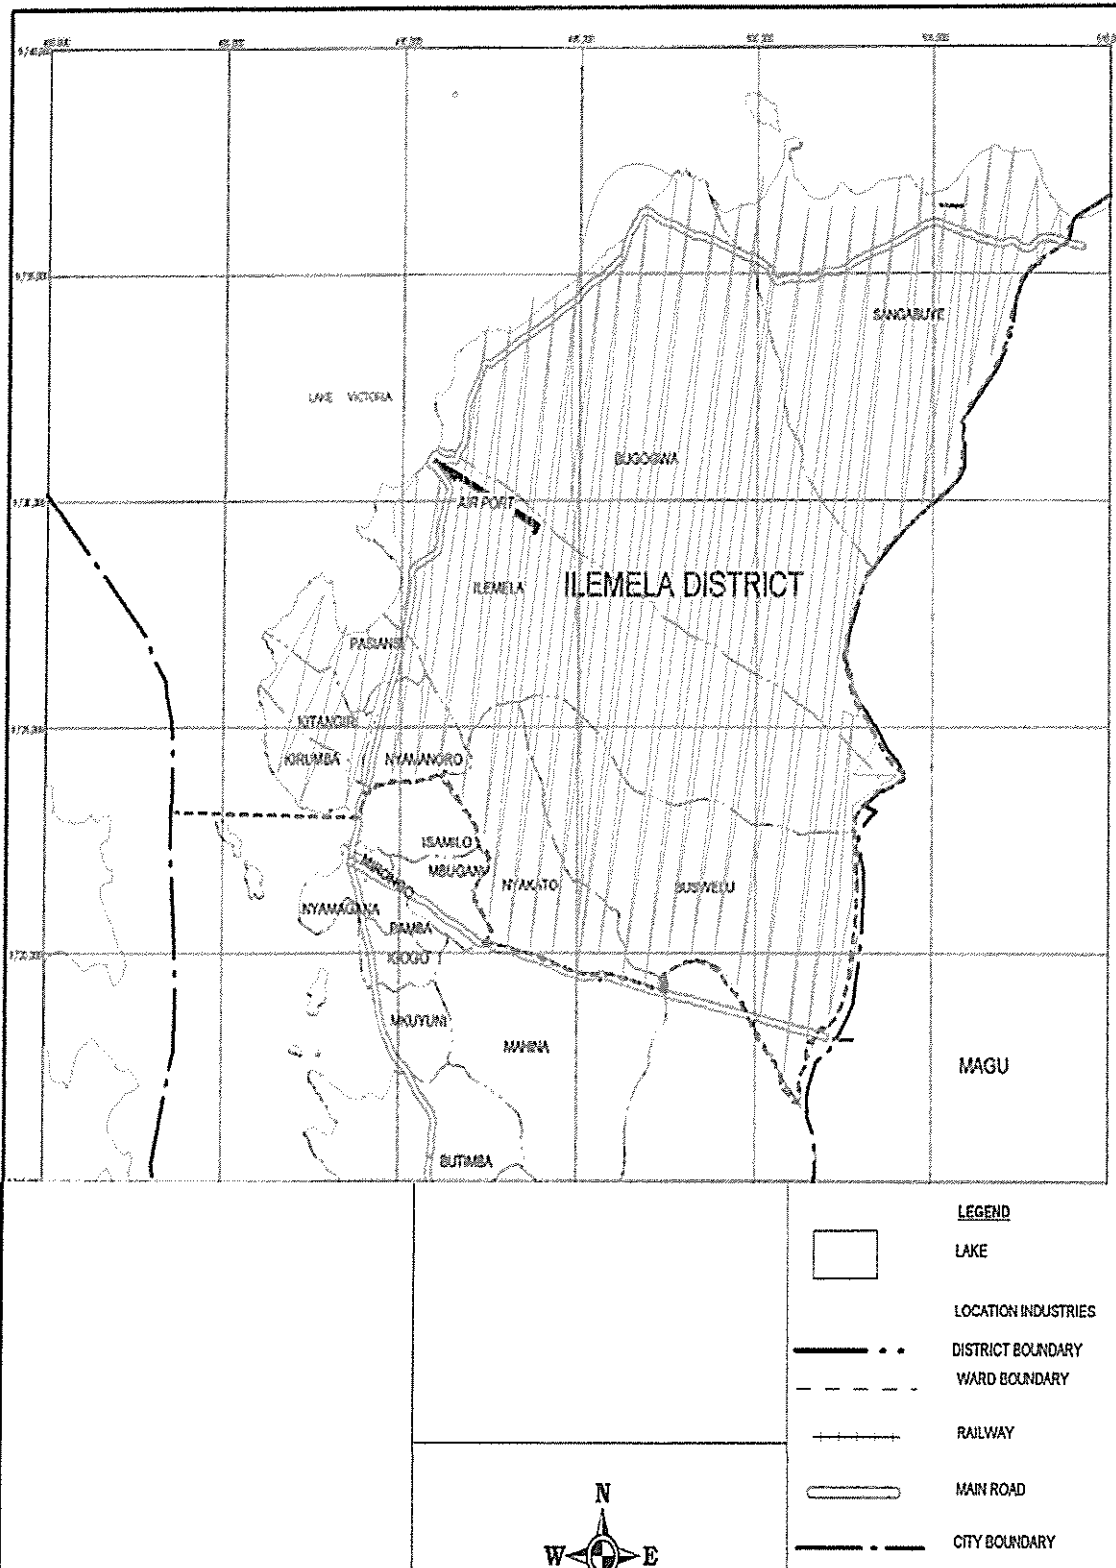 LAKE VICTORIA
SANGABUYE
BUGOGWA
AIR PORT
ILEMELA
ILEMELA DISTRICT
PASIANSI
KITANGIRI
KIRUMBA
NYAMANORO
ISAMILO
MBUGANI
MIRONGO
NYAKATO
BUSWELU
NYAMAGANA
PAMBA
IGOGO
MKUYUNI
MAHINA
MAGU
BUTIMBA
LEGEND
LAKE
LOCATION INDUSTRIES
DISTRICT BOUNDARY
WARD BOUNDARY
RAILWAY
MAIN ROAD
CITY BOUNDARY
N
W E